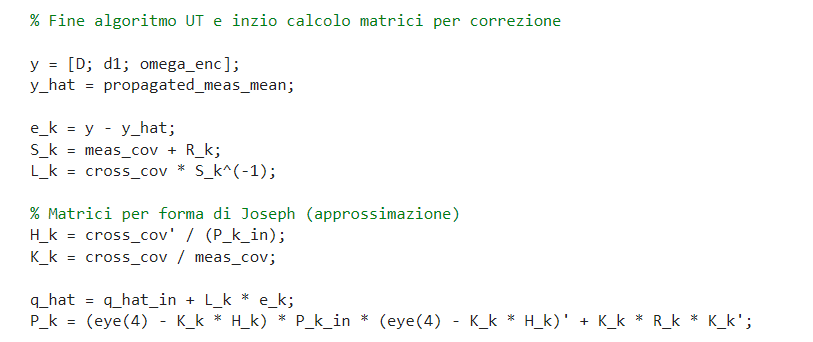 % Fine algoritmo UT e inzio calcolo matrici per correzione
y = [D; d1; omega_enc];
y_hat = propagated_meas_mean;
e_k = y - y_hat;
S_k = meas_cov + R_k;
L_k = cross_cov * S_k^(-1);
% Matrici per forma di Joseph (approssimazione)
H_k = cross_cov' / (P_k_in);
K_k = cross_cov / meas_cov;
q_hat = q_hat_in + L_k * e_k;
P_k = (eye(4) - K_k * H_k) * P_k_in * (eye(4) - K_k * H_k)' + K_k * R_k * K_k';